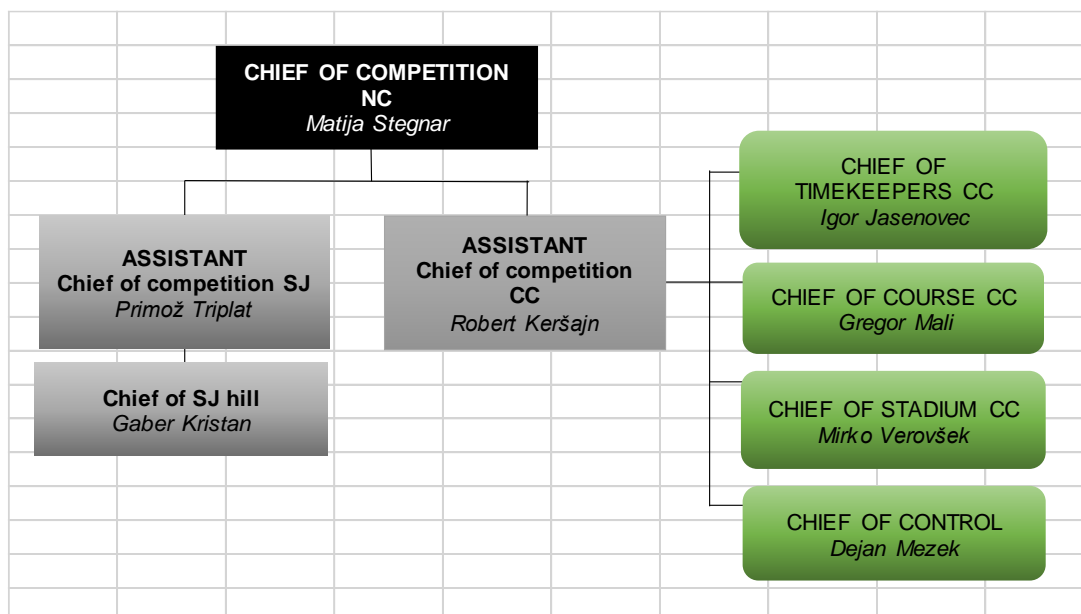 CHIEF OF COMPETITION
NC
Matija Stegnar
ASSISTANT
Chief of competition SJ
Primož Triplat
Chief of SJ hill
Gaber Kristan
ASSISTANT
Chief of competition
CC
Robert Keršajn
CHIEF OF
TIMEKEEPERS CC
Igor Jasenovec
CHIEF OF COURSE CC
Gregor Mali
CHIEF OF STADIUM CC
Mirko Verovšek
CHIEF OF CONTROL
Dejan Mezek